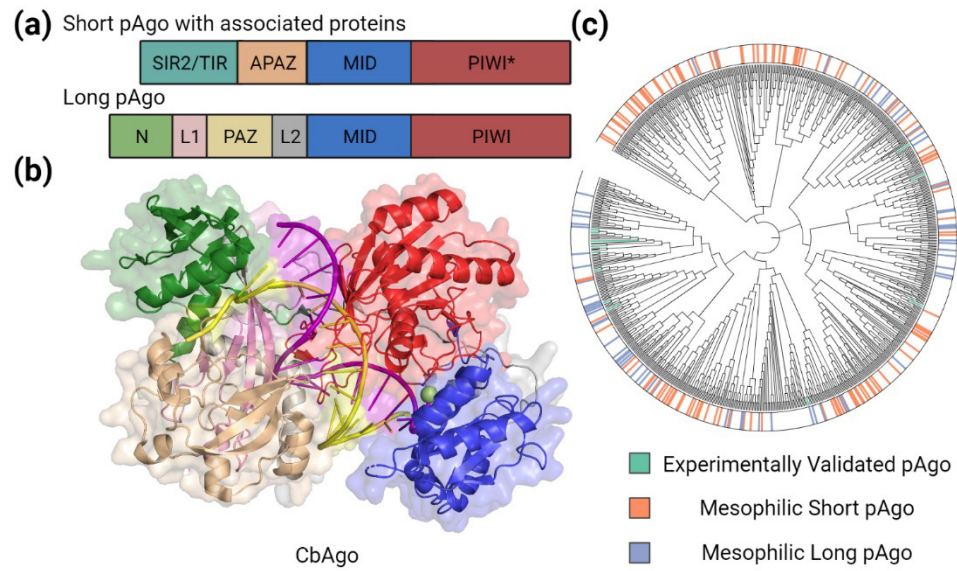 (a)
Short pAgo with associated proteins
SIR2/TIR APAZ MID PIWI*
Long pAgo
N L1 PAZ L2 MID PIWI
(b)
CbAgo
(c)
Experimentally Validated pAgo
Mesophilic Short pAgo
Mesophilic Long pAgo